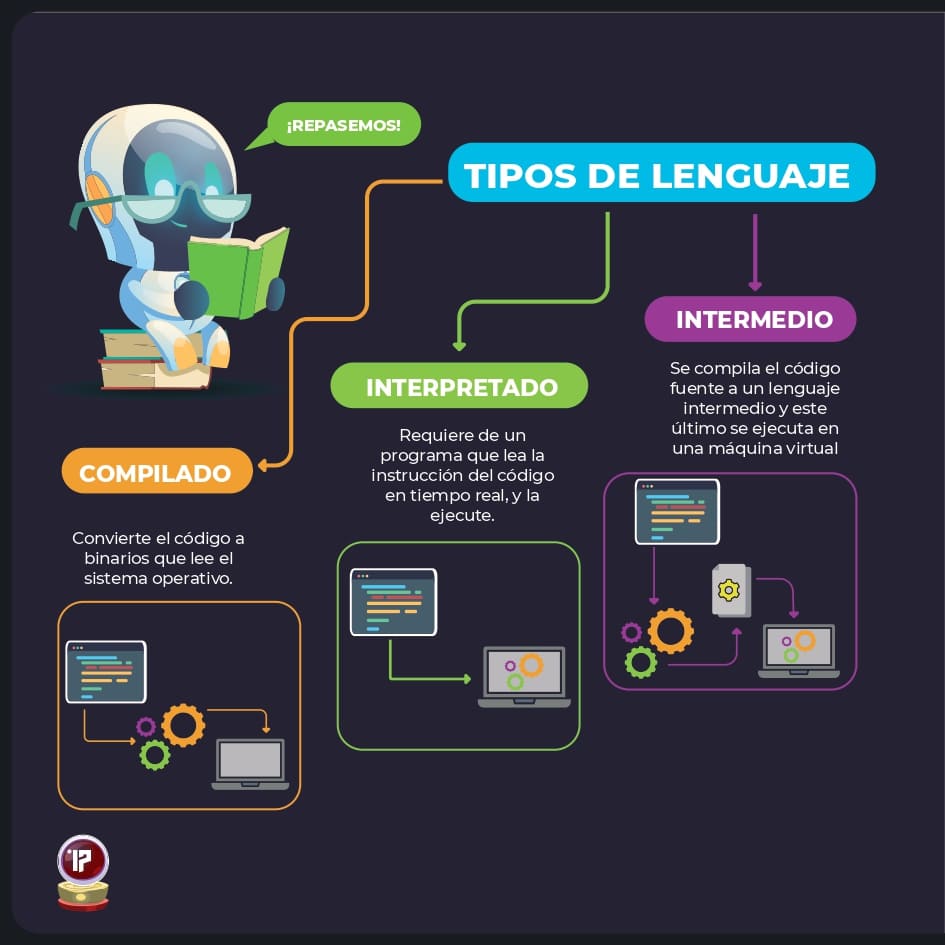 ¡REPASEMOS!
TIPOS DE LENGUAJE
COMPILADO
Convierte el código a
binarios que lee el
sistema operativo.
INTERPRETADO
Requiere de un
programa que lea la
instrucción del código
en tiempo real, y la
ejecute.
INTERMEDIO
Se compila el código
fuente a un lenguaje
intermedio y este
último se ejecuta en
una máquina virtual